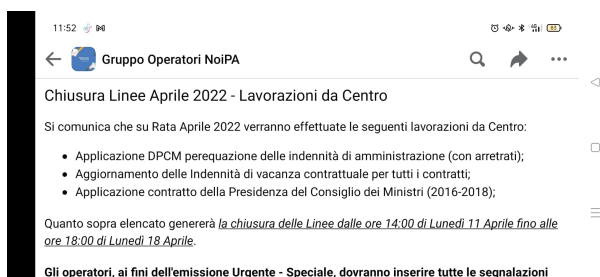 11:52
85
Gruppo Operatori NoiPA
Chiusura Linee Aprile 2022 - Lavorazioni da Centro
Si comunica che su Rata Aprile 2022 verranno effettuate le seguenti lavorazioni da Centro:
• Applicazione DPCM perequazione delle indennità di amministrazione (con arretrati);
• Aggiornamento delle Indennità di vacanza contrattuale per tutti i contratti;
• Applicazione contratto della Presidenza del Consiglio dei Ministri (2016-2018);
Quanto sopra elencato genererà la chiusura delle Linee dalle ore 14:00 di Lunedì 11 Aprile fino alle
ore 18:00 di Lunedì 18 Aprile.
Gli operatori, ai fini dell'emissione Urgente - Speciale, dovranno inserire tutte le segnalazioni